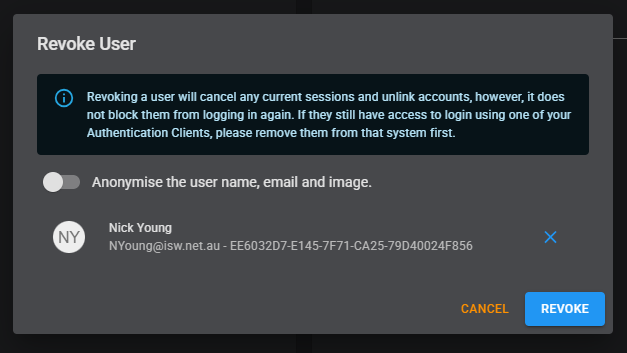 Revoke User
Revoking a user will cancel any current sessions and unlink accounts, however, it does
not block them from logging in again. If they still have access to login using one of your
Authentication Clients, please remove them from that system first.
Anonymise the user name, email and image.
NY
Nick Young
NYoung@isw.net.au - EE6032D7-E145-7F71-CA25-79D40024F856
CANCEL
REVOKE